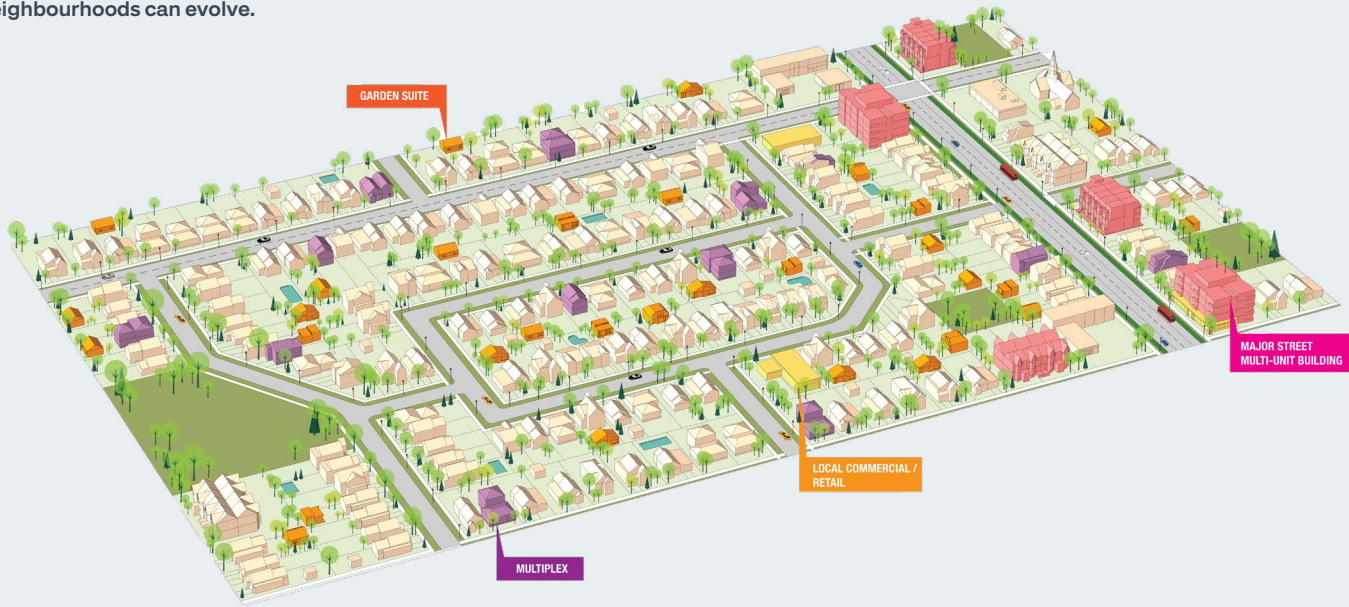 eighbourhoods can evolve.
GARDEN SUITE
MAJOR STREET
MULTI-UNIT BUILDING
LOCAL COMMERCIAL /
RETAIL
MULTIPLEX